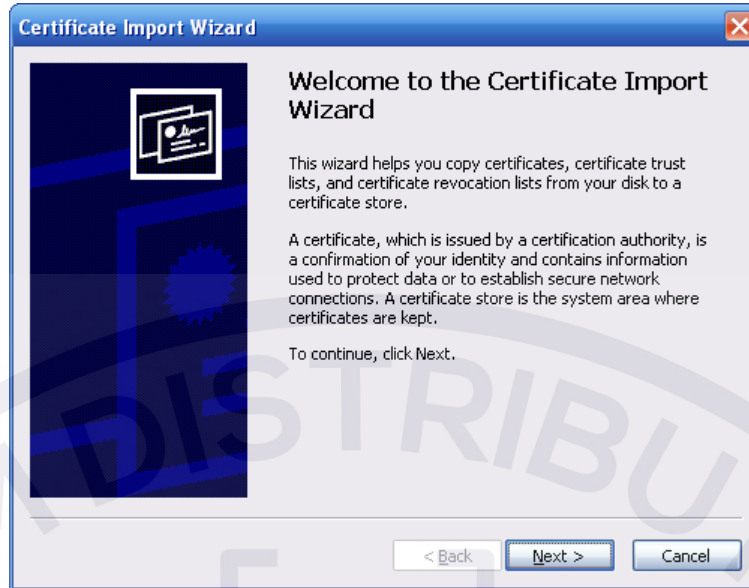 Certificate Import Wizard
Welcome to the Certificate Import
Wizard
This wizard helps you copy certificates, certificate trust
lists, and certificate revocation lists from your disk to a
certificate store.
A certificate, which is issued by a certification authority, is
a confirmation of your identity and contains information
used to protect data or to establish secure network
connections. A certificate store is the system area where
certificates are kept.
To continue, click Next.
< Back
Next >
Cancel
DISTRIBU